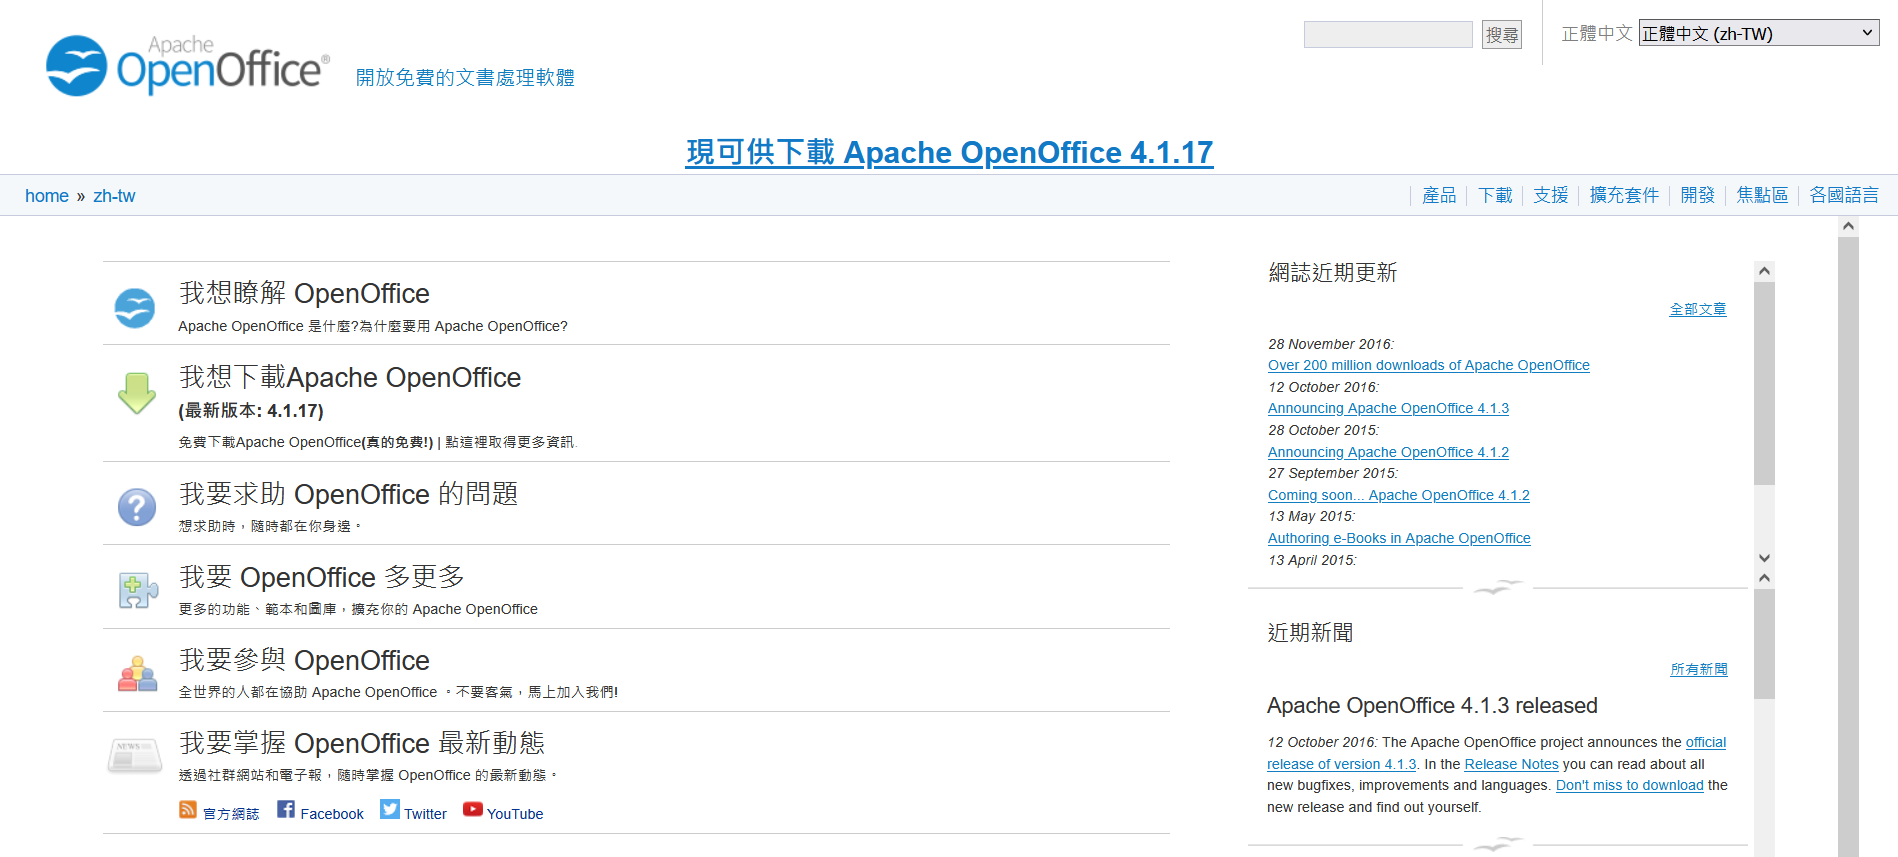 Apache
OpenOffice®
開放免費的文書處理軟體
搜尋
正體中文 正體中文 (zh-TW)
現可供下載 Apache OpenOffice 4.1.17
home » zh-tw
產品 下載 支援 擴充套件 開發 焦點區 各國語言
我想瞭解 OpenOffice
Apache OpenOffice 是什麼?為什麼要用 Apache OpenOffice?
我想下載Apache OpenOffice
(最新版本: 4.1.17)
免費下載Apache OpenOffice(真的免費!) | 點這裡取得更多資訊.
我要求助 OpenOffice 的問題
想求助時，隨時都在你身邊。
我要 OpenOffice 多更多
更多的功能、範本和圖庫，擴充你的 Apache OpenOffice
我要參與 OpenOffice
全世界的人都在協助 Apache OpenOffice 。不要客氣，馬上加入我們!
NEWS
我要掌握 OpenOffice 最新動態
透過社群網站和電子報，隨時掌握 OpenOffice 的最新動態。
官方網誌 Facebook Twitter YouTube
網誌近期更新
全部文章
28 November 2016:
Over 200 million downloads of Apache OpenOffice
12 October 2016:
Announcing Apache OpenOffice 4.1.3
28 October 2015:
Announcing Apache OpenOffice 4.1.2
27 September 2015:
Coming soon... Apache OpenOffice 4.1.2
13 May 2015:
Authoring e-Books in Apache OpenOffice
13 April 2015:
近期新聞
所有新聞
Apache OpenOffice 4.1.3 released
12 October 2016: The Apache OpenOffice project announces the official
release of version 4.1.3. In the Release Notes you can read about all
new bugfixes, improvements and languages. Don't miss to download the
new release and find out yourself.